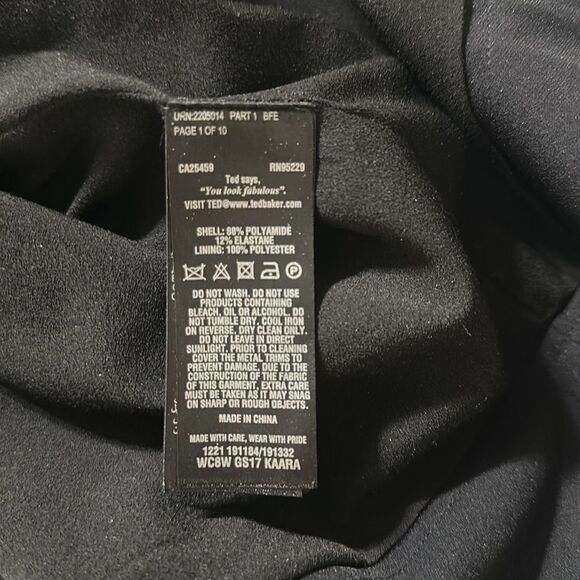 URN:2205014 PART 1 BFE
PAGE 1 OF 10
CA25459 RN95229
Ted says,
"You look fabulous".
VISIT TED@www.tedbaker.com
SHELL: 88% POLYAMIDE
12% ELASTANE
LINING: 100% POLYESTER
P
DO NOT WASH. DO NOT USE
PRODUCTS CONTAINING
BLEACH, OIL OR ALCOHOL. DO
NOT TUMBLE DRY. COOL IRON
ON REVERSE. DRY CLEAN ONLY.
DO NOT LEAVE IN DIRECT
SUNLIGHT. PRIOR TO CLEANING
COVER THE METAL TRIMS TO
PREVENT DAMAGE. DUE TO THE
CONSTRUCTION OF THE FABRIC
OF THIS GARMENT, EXTRA CARE
MUST BE TAKEN AS IT MAY SNAG
ON SHARP OR ROUGH OBJECTS.
MADE IN CHINA
MADE WITH CARE, WEAR WITH PRIDE
1221 191184/191332
WC8W GS17 KAARA